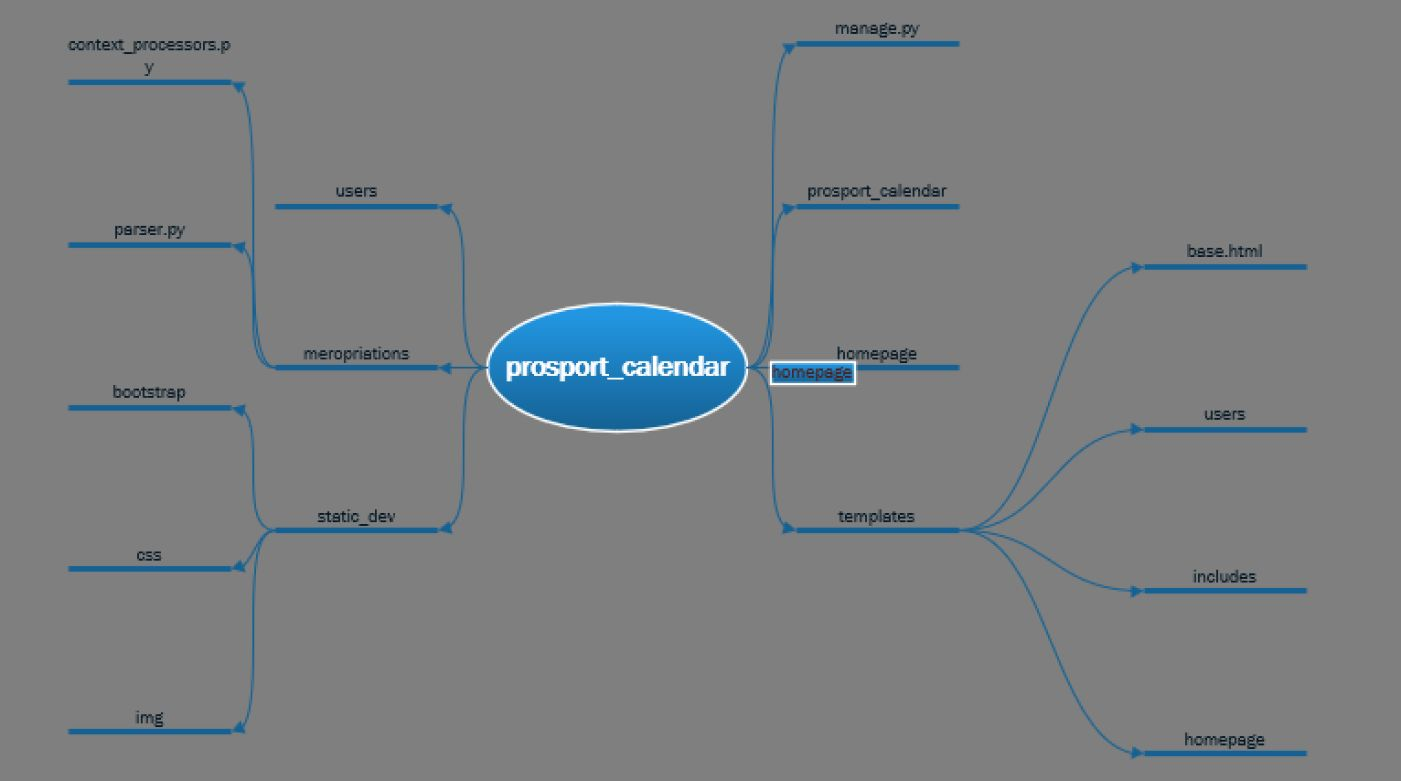 context_processors.p
y
manage.py
users
prosport_calendar
parser.py
base.html
meropriations
prosport_calendar
homepage
homepage
bootstrap
users
static_dev
templates
css
includes
img
homepage